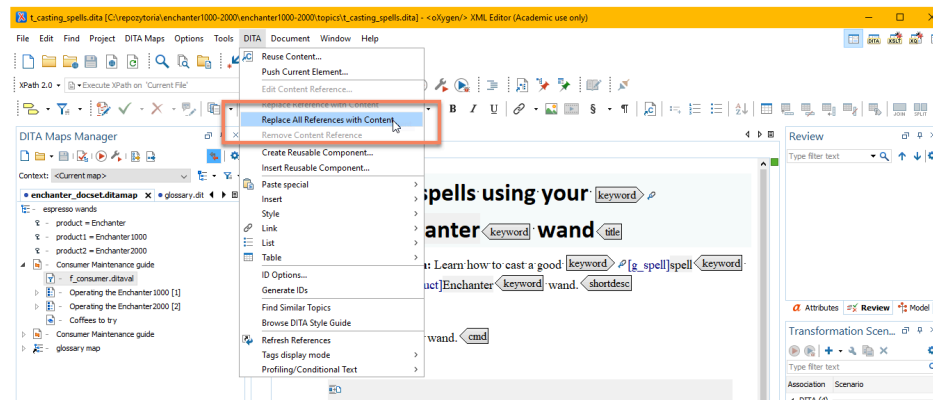 t_casting_spells.dita [C:\repozytoria\enchanter1000-2000\enchanter1000-2000\topics\t_casting_spells.dita] - <oXygen/> XML Editor (Academic use only)
File Edit Find Project DITA Maps Options Tools DITA Document Window Help
DITA XSLT XQ
XPath 2.0 Execute XPath on 'Current File'
B I U § ¶ JOIN SPLIT
Reuse Content...
Push Current Element...
Edit Content Reference...
Replace Reference with Content
Replace All References with Content
Remove Content Reference
Create Reusable Component...
Insert Reusable Component...
Paste special
Insert
Style
Link
List
Table
ID Options...
Generate IDs
Find Similar Topics
Browse DITA Style Guide
Refresh References
Tags display mode
Profiling/Conditional Text
DITA Maps Manager
Context: <Current map>
enchanter_docset.ditamap glossary.dit
espresso wands
product = Enchanter
product1 = Enchanter1000
product2 = Enchanter2000
Consumer Maintenance guide
f_consumer.ditaval
Operating the Enchanter1000 [1]
Operating the Enchanter2000 [2]
Coffees to try
Consumer Maintenance guide
glossary map
spells using your keyword
anter keyword wand title
: Learn how to cast a good keyword [g_spell]spell keyword
uct]Enchanter keyword wand. shortdesc
wand. cmd
Review
Type filter text
Attributes Review Model
Transformation Scen...
Type filter text
Association Scenario
DITA (4)